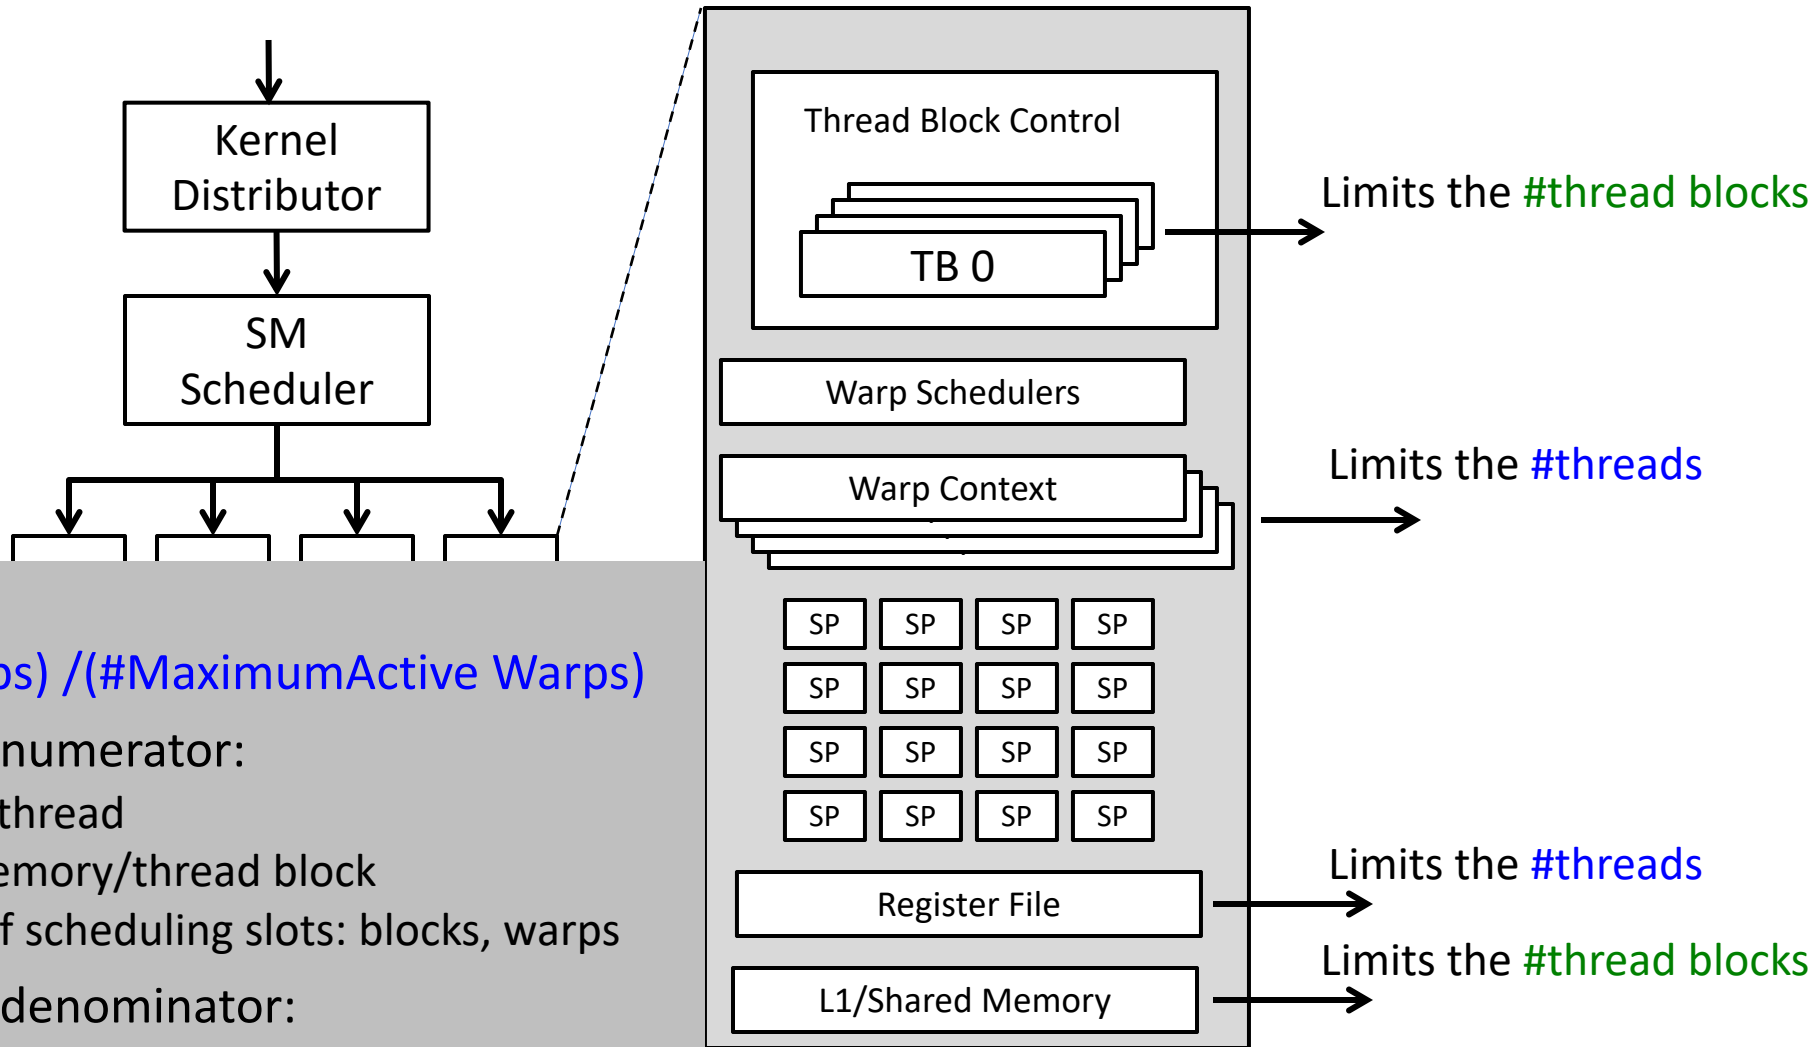 Kernel
Distributor
SM
Scheduler
Thread Block Control
TB 0
Limits the #thread blocks
Warp Schedulers
Warp Context
Limits the #threads
SP SP SP SP
SP SP SP SP
SP SP SP SP
SP SP SP SP
Register File
Limits the #threads
L1/Shared Memory
Limits the #thread blocks
ps) /(#MaximumActive Warps)
numerator:
thread
emory/thread block
f scheduling slots: blocks, warps
denominator: